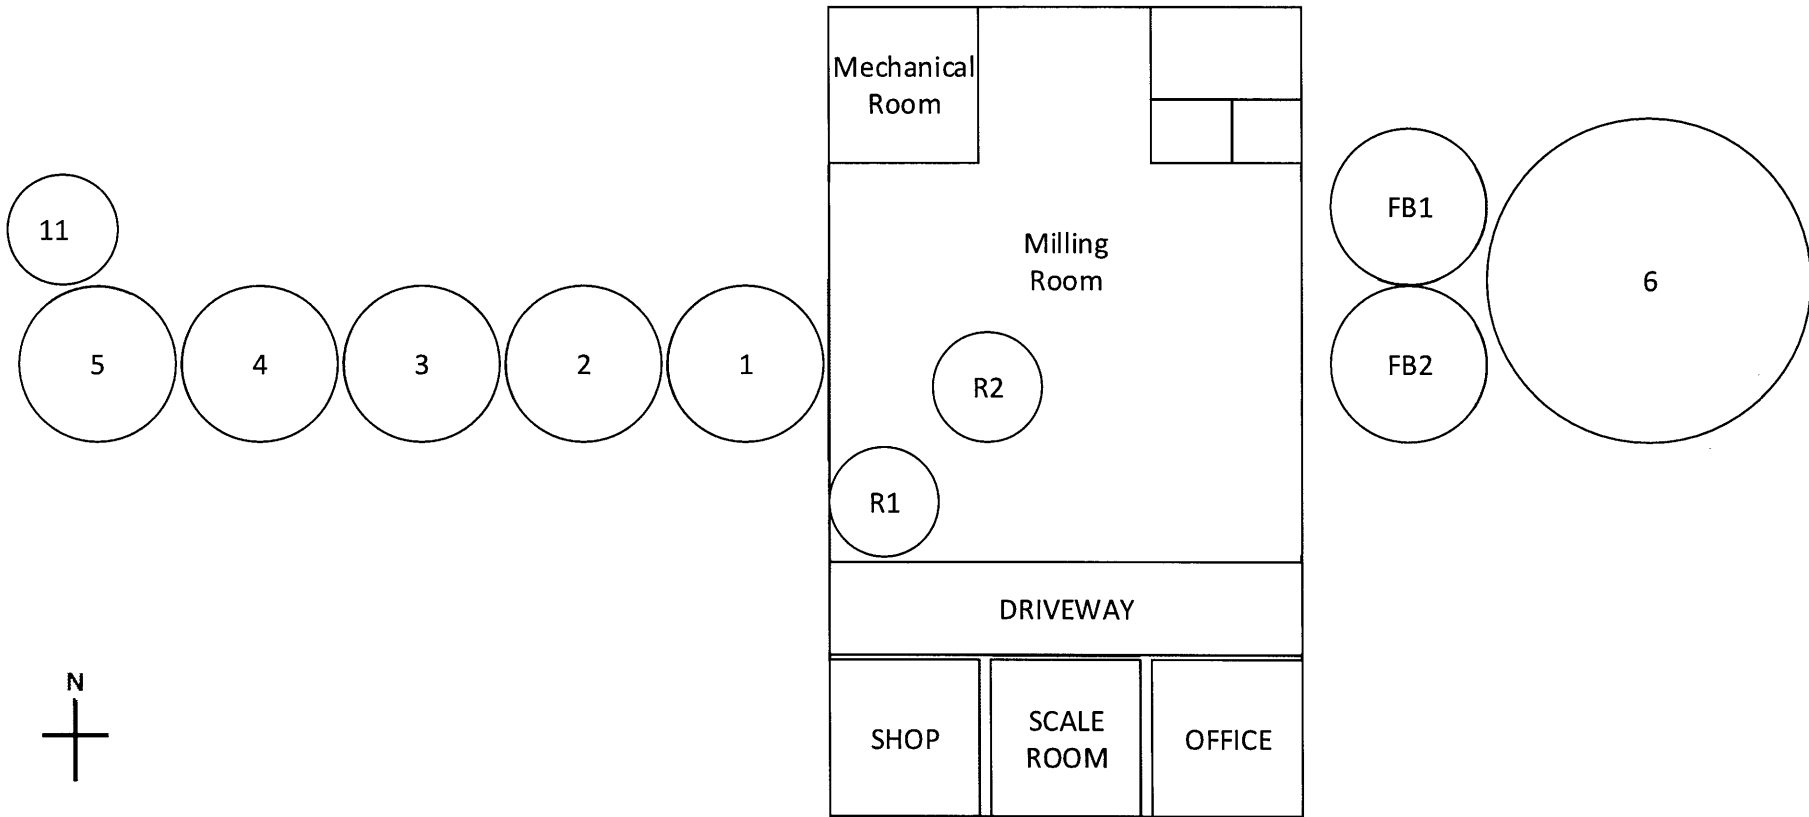 Mechanical
Room
11
FB1
Milling
Room
6
5
4
3
2
1
R2
FB2
R1
DRIVEWAY
N
SHOP
SCALE
ROOM
OFFICE